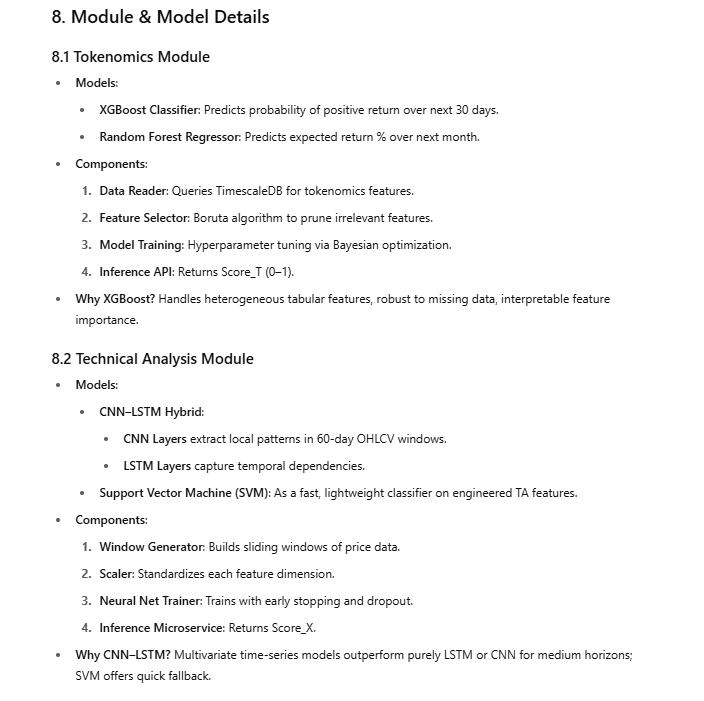 8. Module & Model Details
8.1 Tokenomics Module
• Models:
• XGBoost Classifier: Predicts probability of positive return over next 30 days.
• Random Forest Regressor: Predicts expected return % over next month.
• Components:
1. Data Reader: Queries TimescaleDB for tokenomics features.
2. Feature Selector: Boruta algorithm to prune irrelevant features.
3. Model Training: Hyperparameter tuning via Bayesian optimization.
4. Inference API: Returns Score_T (0–1).
• Why XGBoost? Handles heterogeneous tabular features, robust to missing data, interpretable feature
importance.
8.2 Technical Analysis Module
• Models:
• CNN–LSTM Hybrid:
• CNN Layers extract local patterns in 60-day OHLCV windows.
• LSTM Layers capture temporal dependencies.
• Support Vector Machine (SVM): As a fast, lightweight classifier on engineered TA features.
• Components:
1. Window Generator: Builds sliding windows of price data.
2. Scaler: Standardizes each feature dimension.
3. Neural Net Trainer: Trains with early stopping and dropout.
4. Inference Microservice: Returns Score_X.
• Why CNN–LSTM? Multivariate time-series models outperform purely LSTM or CNN for medium horizons;
SVM offers quick fallback.